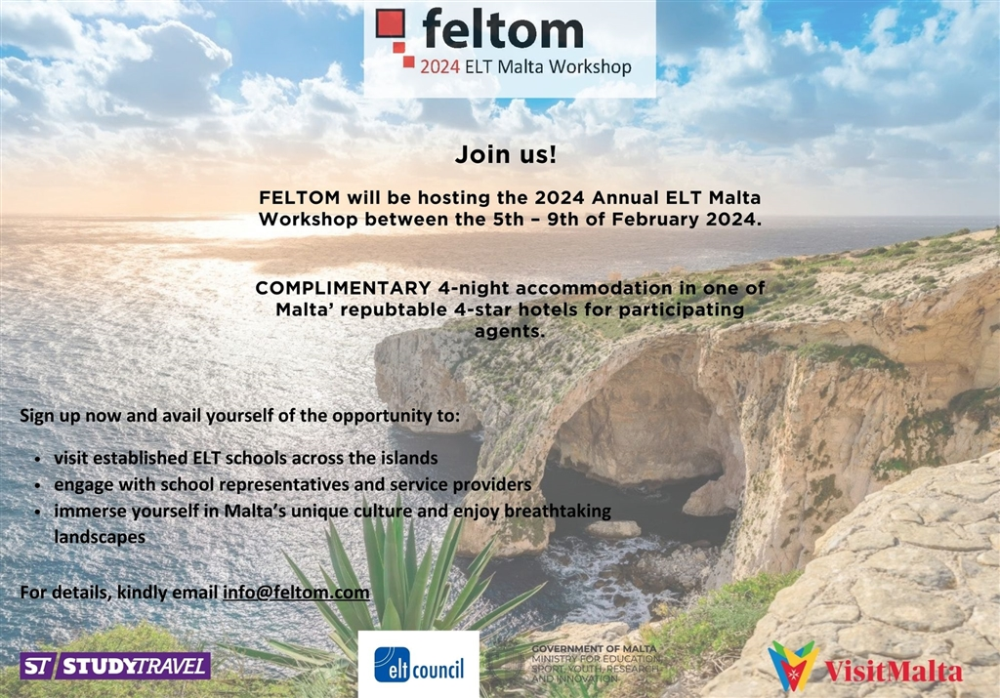 feltom
2024 ELT Malta Workshop
Join us!
FELTOM will be hosting the 2024 Annual ELT Malta
Workshop between the 5th – 9th of February 2024.
COMPLIMENTARY 4-night accommodation in one of
Malta’ repubtable 4-star hotels for participating
agents.
Sign up now and avail yourself of the opportunity to:
• visit established ELT schools across the islands
• engage with school representatives and service providers
• immerse yourself in Malta’s unique culture and enjoy breathtaking
landscapes
For details, kindly email info@feltom.com
ST/STUDYTRAVEL
elt council
GOVERNMENT OF MALTA
MINISTRY FOR EDUCATION,
SPORT, YOUTH, RESEARCH
AND INNOVATION
VisitMalta